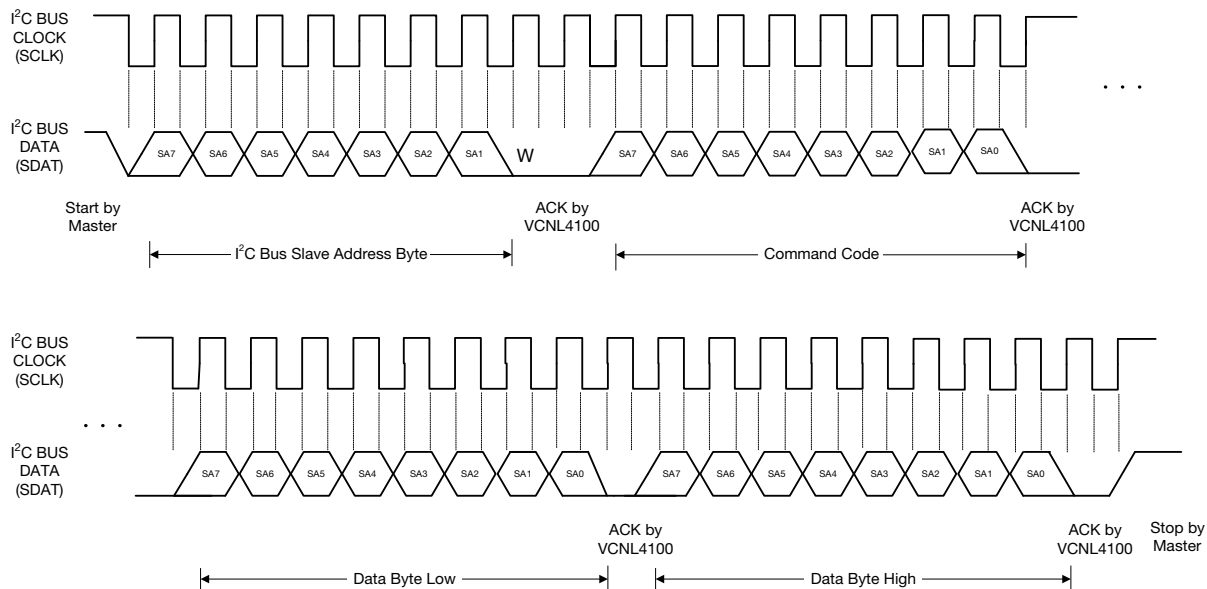 I²C BUS
CLOCK
(SCLK)
. . .
I²C BUS
DATA
(SDAT)
SA7 SA6 SA5 SA4 SA3 SA2 SA1 W SA7 SA6 SA5 SA4 SA3 SA2 SA1 SA0
Start by
Master
ACK by
VCNL4100
ACK by
VCNL4100
I²C Bus Slave Address Byte
Command Code
I²C BUS
CLOCK
(SCLK)
. . .
I²C BUS
DATA
(SDAT)
SA7 SA6 SA5 SA4 SA3 SA2 SA1 SA0 SA7 SA6 SA5 SA4 SA3 SA2 SA1 SA0
ACK by
VCNL4100
ACK by
VCNL4100
Stop by
Master
Data Byte Low
Data Byte High